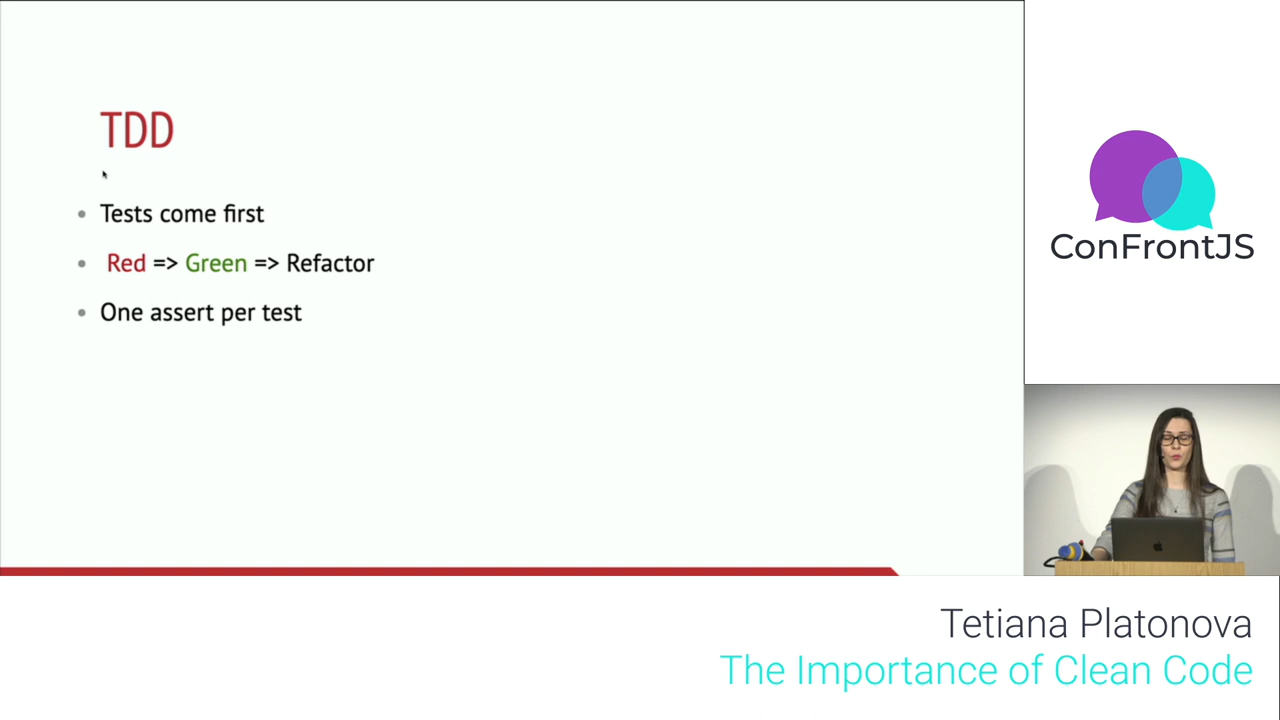 TDD
Tests come first
Red => Green => Refactor
One assert per test
ConFrontJS
Tetiana Platonova
The Importance of Clean Code